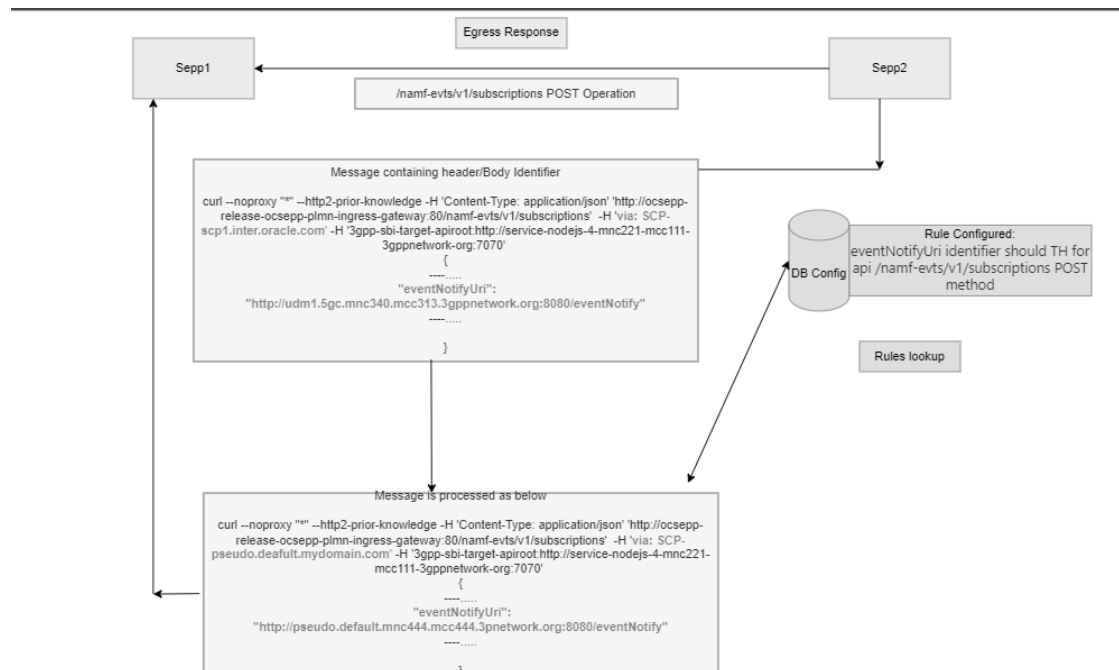 Egress Response
Sepp1
Sepp2
/namf-evts/v1/subscriptions POST Operation
Message containing header/Body Identifier
curl --noproxy "*" --http2-prior-knowledge -H 'Content-Type: application/json' 'http://ocsepp-
release-ocsepp-plmn-ingress-gateway:80/namf-evts/v1/subscriptions'  -H 'via: SCP-
scp1.inter.oracle.com' -H '3gpp-sbi-target-apiroot:http://service-nodejs-4-mnc221-mcc111-
3gppnetwork-org:7070'
{
----.....
"eventNotifyUri":
"http://udm1.5gc.mnc340.mcc313.3gppnetwork.org:8080/eventNotify"
----.....
}
DB Config
Rule Configured:
eventNotifyUri identifier should TH for
api /namf-evts/v1/subscriptions POST
method
Rules lookup
Message is processed as below
curl --noproxy "*" --http2-prior-knowledge -H 'Content-Type: application/json' 'http://ocsepp-
release-ocsepp-plmn-ingress-gateway:80/namf-evts/v1/subscriptions'  -H 'via: SCP-
pseudo.deafult.mydomain.com' -H '3gpp-sbi-target-apiroot:http://service-nodejs-4-mnc221-
mcc111-3gppnetwork-org:7070'
{
----.....
"eventNotifyUri":
"http://pseudo.default.mnc444.mcc444.3pnetwork.org:8080/eventNotify"
----.....
}